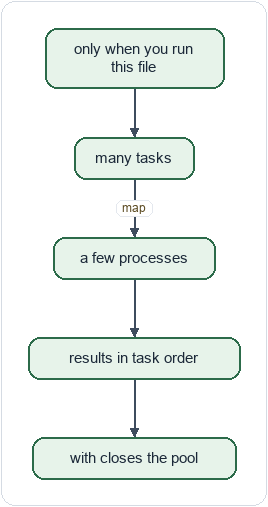 only when you run
this file
many tasks
map
a few processes
results in task order
with closes the pool